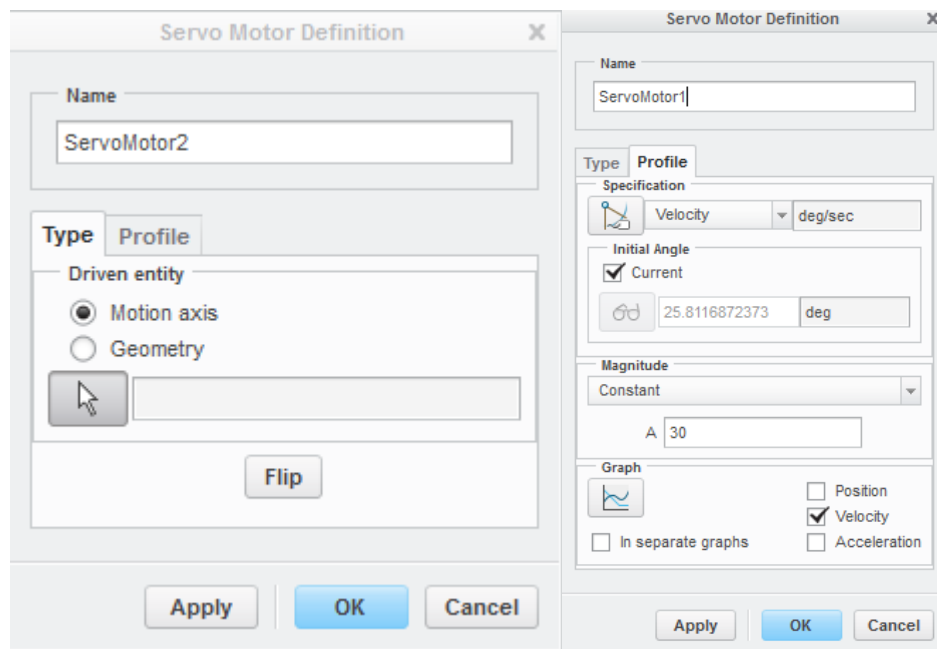 Servo Motor Definition
Name
ServoMotor2
Type Profile
Driven entity
Motion axis
Geometry
Flip
Apply OK Cancel
Servo Motor Definition
Name
ServoMotor1
Type Profile
Specification
Velocity deg/sec
Initial Angle
Current
25.8116872373 deg
Magnitude
Constant
A 30
Graph
Position
Velocity
In separate graphs Acceleration
Apply OK Cancel